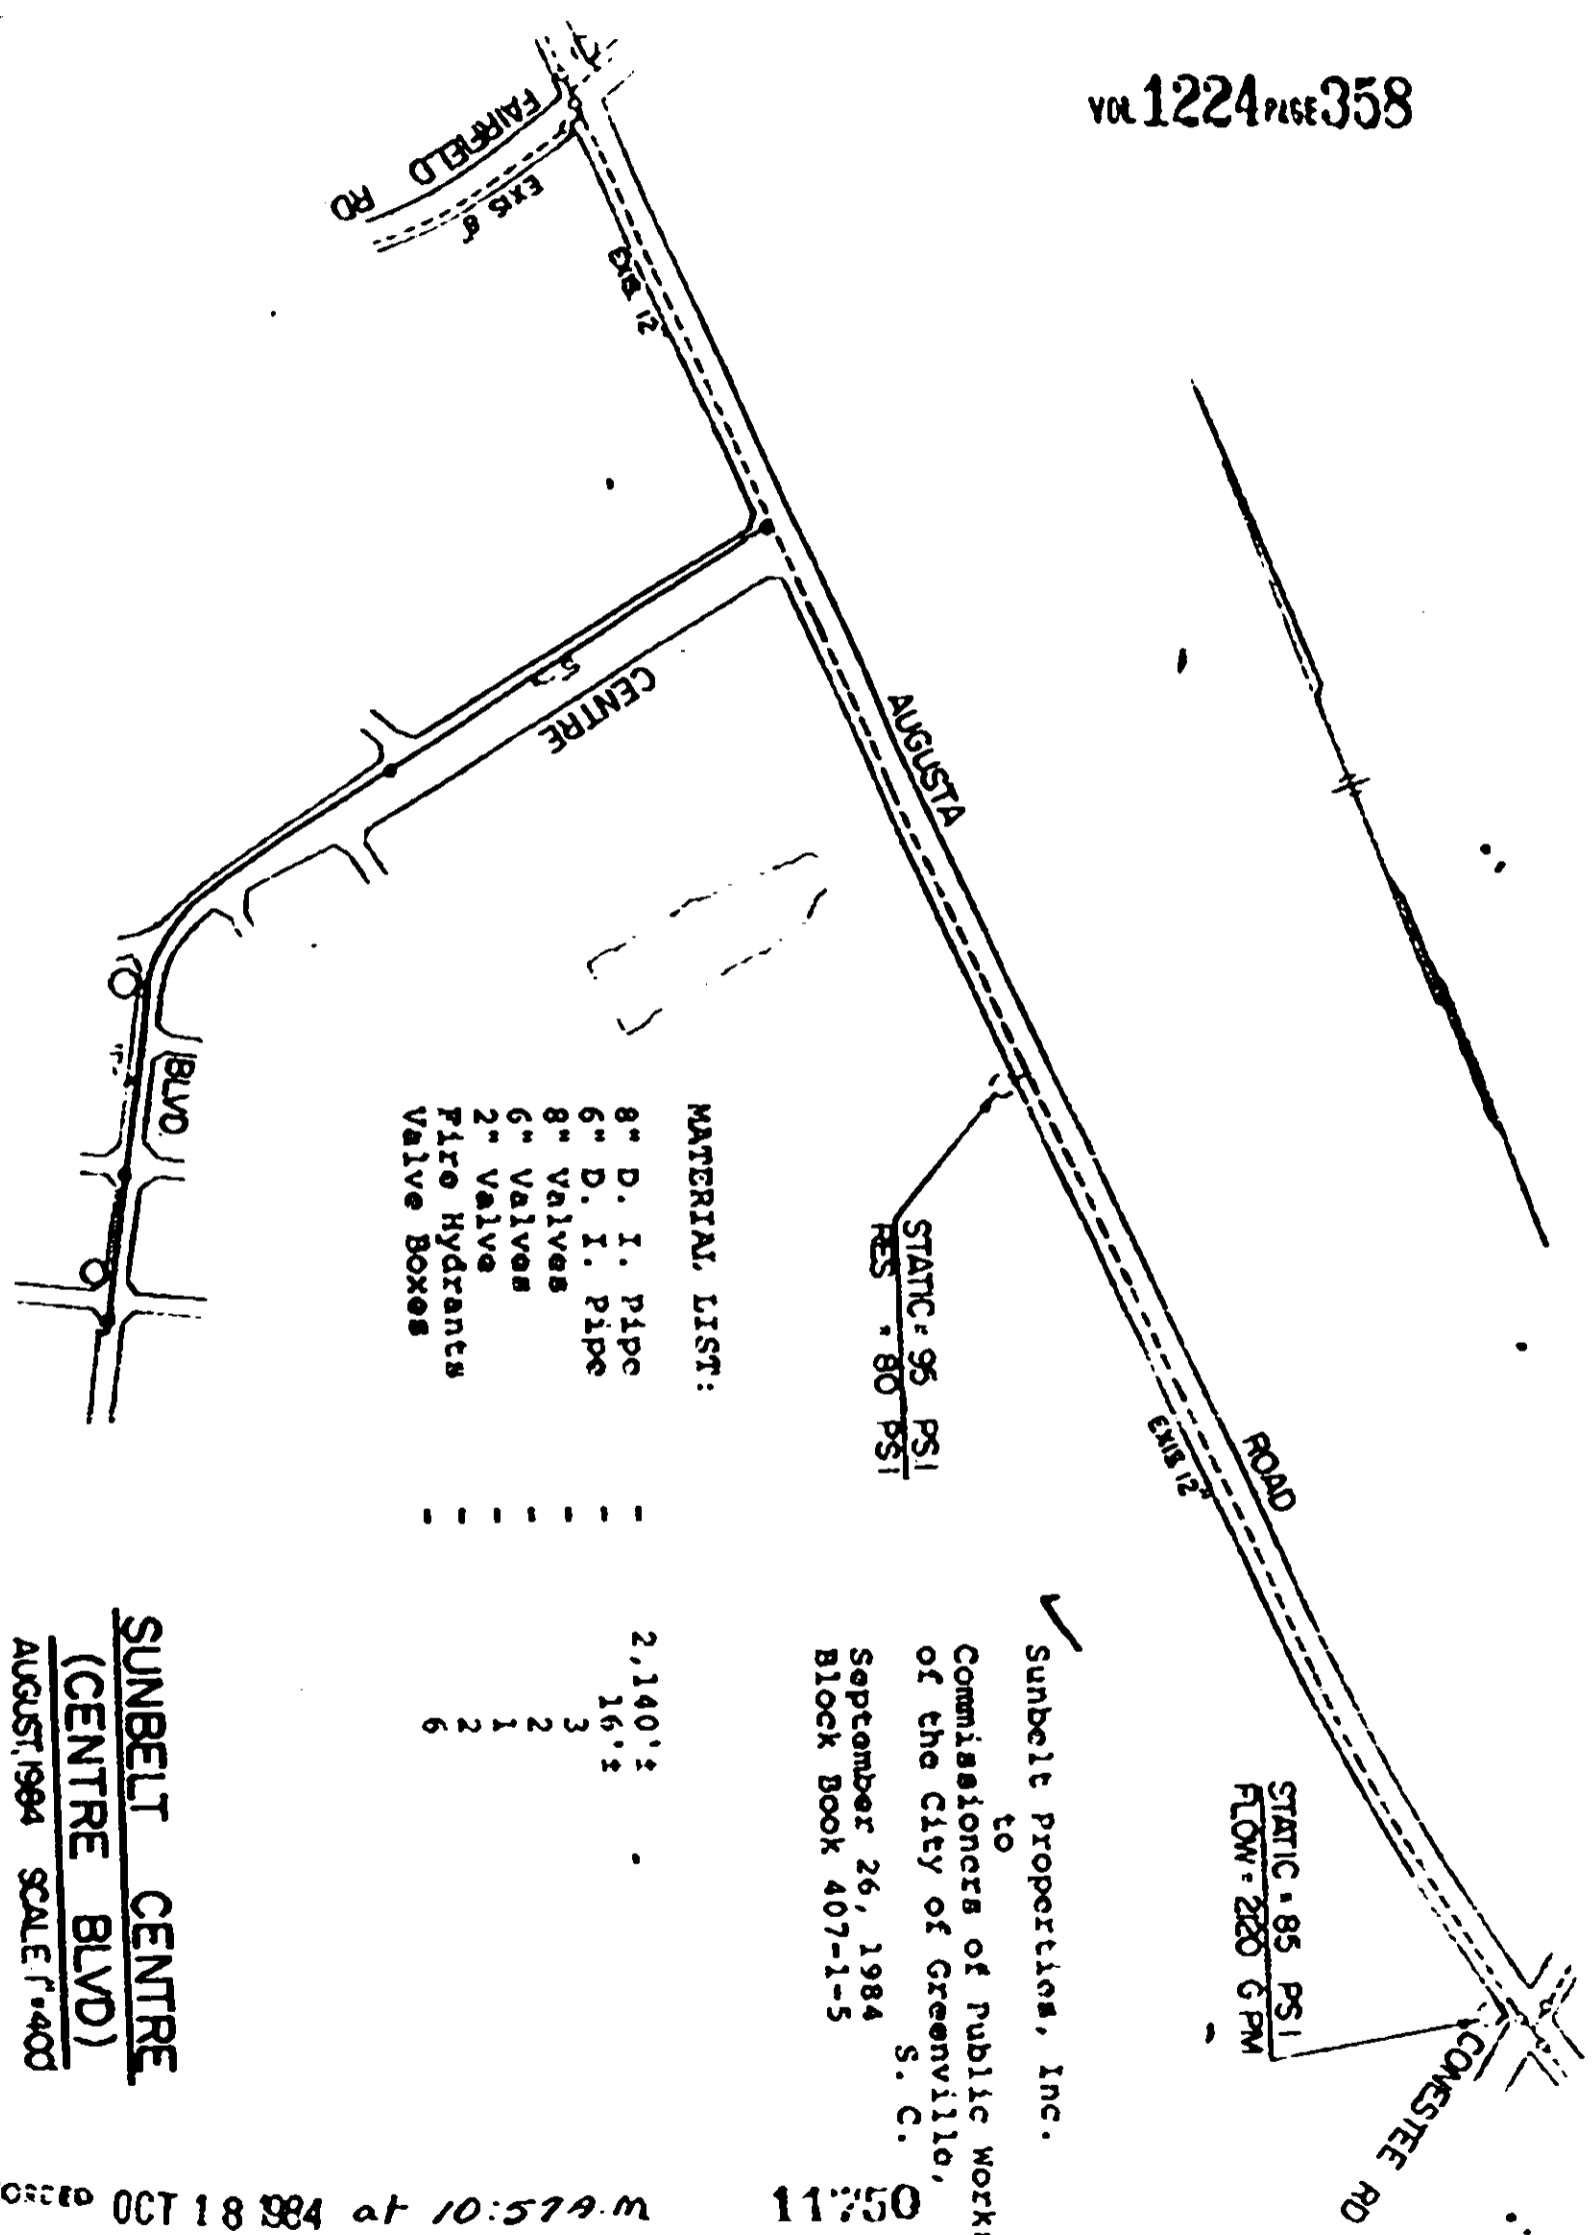 VOL 1224 PAGE 358
FAIRFIELD RD
EXIS 8"
EXIS 12"
CENTRE
BLVD.
AUGUSTA
ROAD
EXIS 12"
CONESTEE RD
STATIC = 95 PSI
RES = 80 PSI
STATIC = 85 PSI
FLOW = 2120 GPM
MATERIAL LIST:
8" D. I. Pipe - 2,140'±
6" D. I. Pipe - 16'±
8" Valves - 3
6" Valves - 2
2" Valve - 1
Fire Hydrants - 2
Valve Boxes - 6
Sunbelt Properties, Inc.
to
Commissioners of Public Works
of the City of Greenville,
S. C.
September 26, 1984
Block Book 407-1-5
SUNBELT CENTRE
(CENTRE BLVD)
AUGUST, 1984 SCALE 1"=400'
OCT 18 1984 at 10:57 A.M